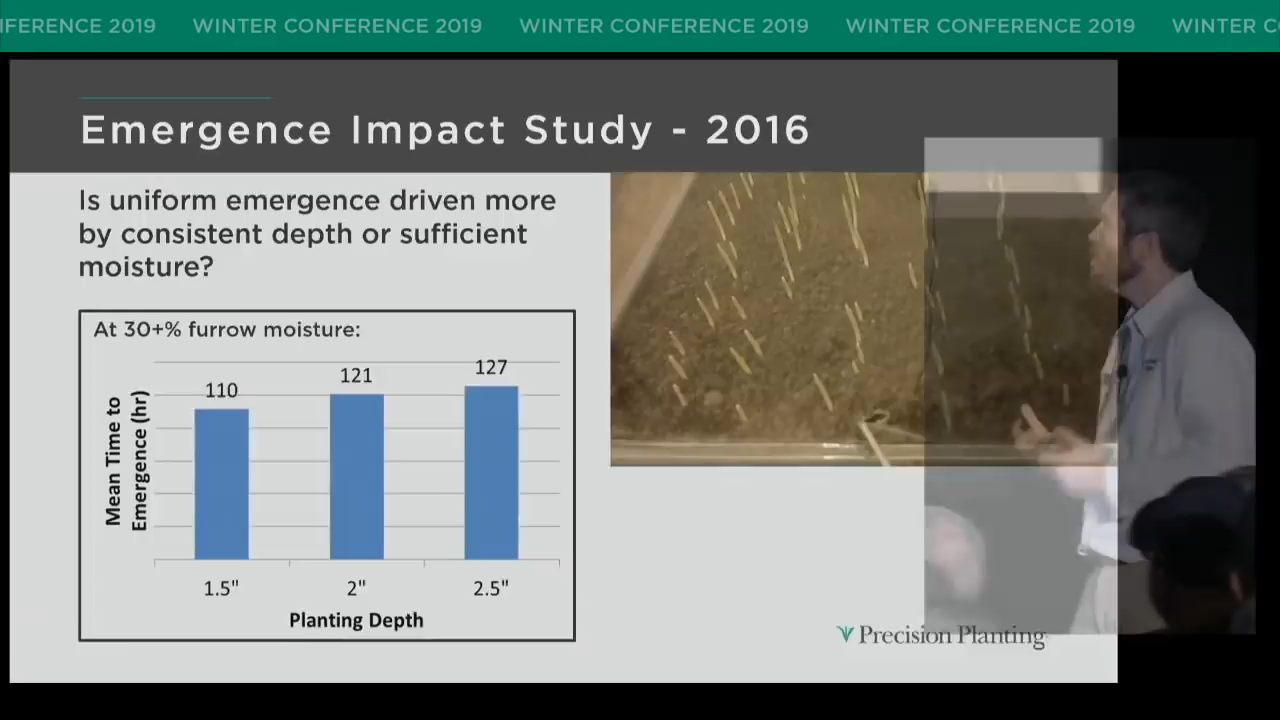 NFERENCE 2019 WINTER CONFERENCE 2019 WINTER CONFERENCE 2019 WINTER CONFERENCE 2019 WINTER C
Emergence Impact Study - 2016
Is uniform emergence driven more
by consistent depth or sufficient
moisture?
At 30+% furrow moisture:
Mean Time to
Emergence (hr)
110
121
127
1.5"
2"
2.5"
Planting Depth
Precision Planting